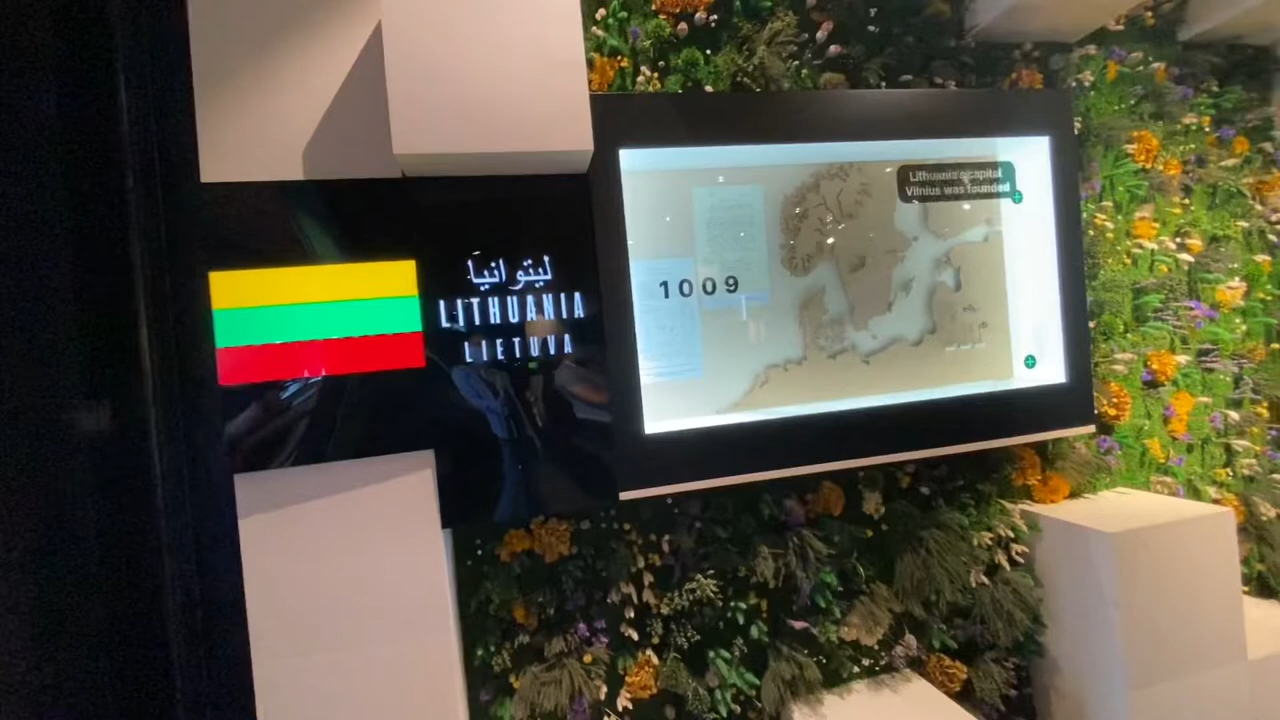 ليتوانيا
LITHUANIA
LIETUVA
1009
Lithuania's capital
Vilnius was founded